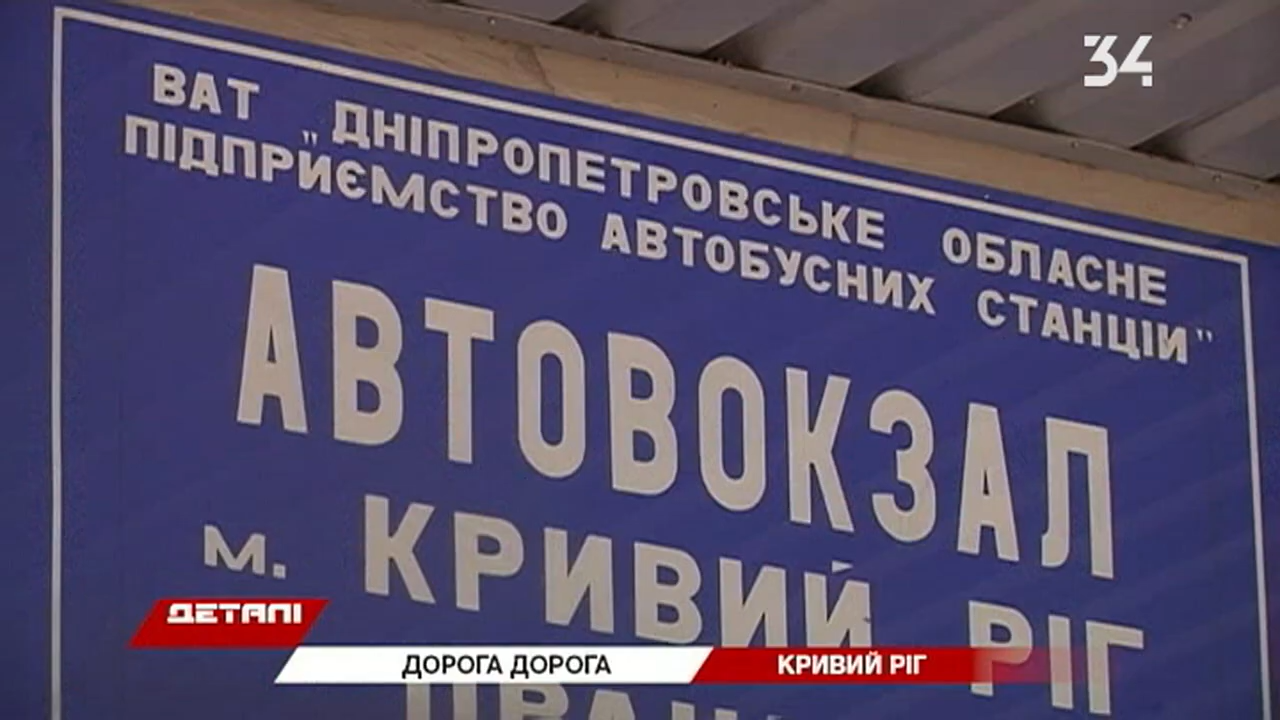 34
ВАТ „ДНІПРОПЕТРОВСЬКЕ ОБЛАСНЕ
ПІДПРИЄМСТВО АВТОБУСНИХ СТАНЦІЙ"
АВТОВОКЗАЛ
м. КРИВИЙ РІГ
ДЕТАЛІ
ДОРОГА ДОРОГА
КРИВИЙ РІГ